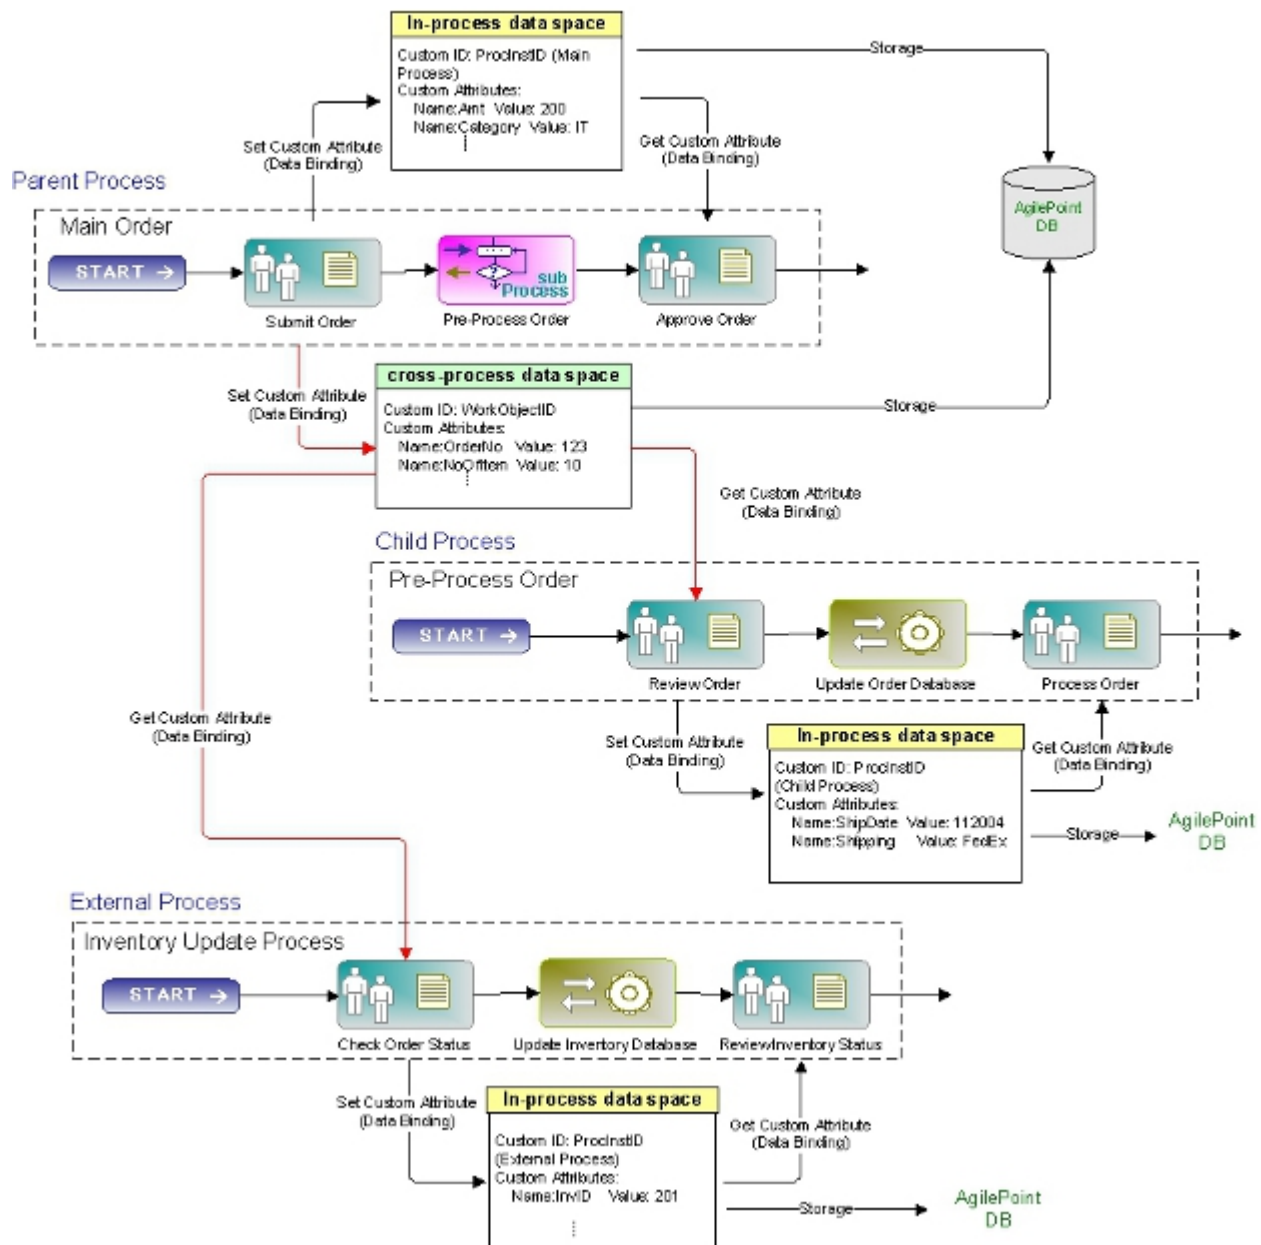 In-process data space
Custom ID: ProcInstID (Main
Process)
Custom Attributes:
Name:Amt Value: 200
Name:Category Value: IT
Storage
Set Custom Attribute
(Data Binding)
Get Custom Attribute
(Data Binding)
AgilePoint
DB
Parent Process
Main Order
START
Submit Order
sub
Process
Pre-Process Order
Approve Order
?
cross-process data space
Custom ID: WorkObjectID
Custom Attributes:
Name:OrderNo Value: 123
Name:NoOfItem Value: 10
Set Custom Attribute
(Data Binding)
Storage
Get Custom Attribute
(Data Binding)
Child Process
Pre-Process Order
START
Review Order
Update Order Database
Process Order
Get Custom Attribute
(Data Binding)
Set Custom Attribute
(Data Binding)
In-process data space
Custom ID: ProcInstID
(Child Process)
Custom Attributes:
Name:ShipDate Value: 112004
Name:Shipping Value: FedEx
Get Custom Attribute
(Data Binding)
Storage
AgilePoint
DB
External Process
Inventory Update Process
START
Check Order Status
Update Inventory Database
ReviewInventory Status
Set Custom Attribute
(Data Binding)
In-process data space
Custom ID: ProcInstID
(External Process)
Custom Attributes:
Name:InvID Value: 201
Get Custom Attribute
(Data Binding)
Storage
AgilePoint
DB